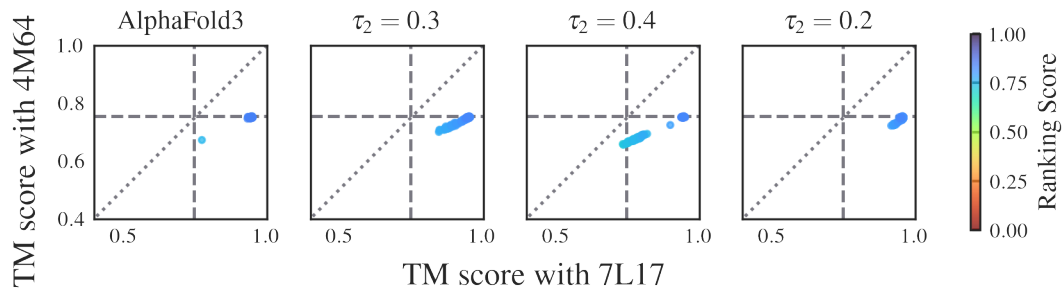 AlphaFold3
τ₂ = 0.3
τ₂ = 0.4
τ₂ = 0.2
TM score with 4M64
1.0
0.8
0.6
0.4
0.5
1.0
0.5
1.0
0.5
1.0
0.5
1.0
TM score with 7L17
1.00
0.75
0.50
0.25
0.00
Ranking Score